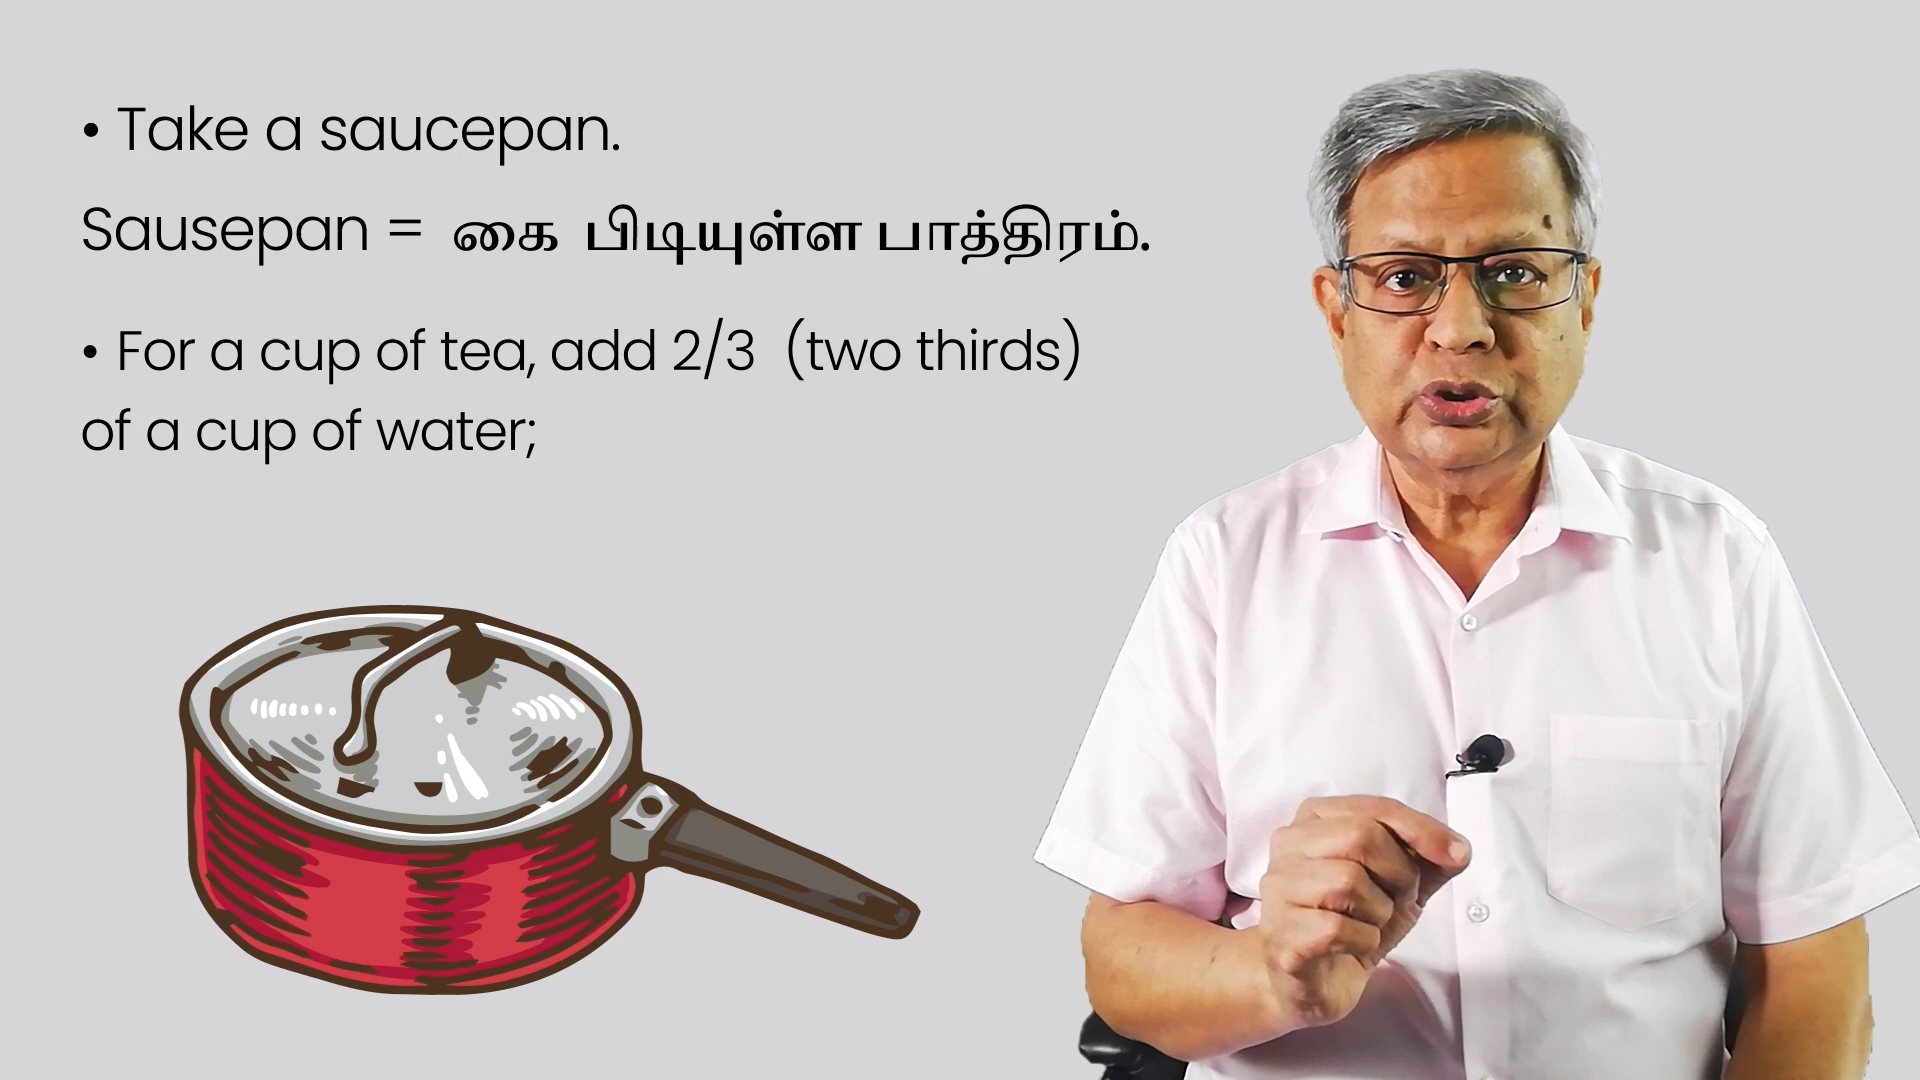 • Take a saucepan.
Sausepan = கை பிடியுள்ள பாத்திரம்.
• For a cup of tea, add 2/3 (two thirds)
of a cup of water;